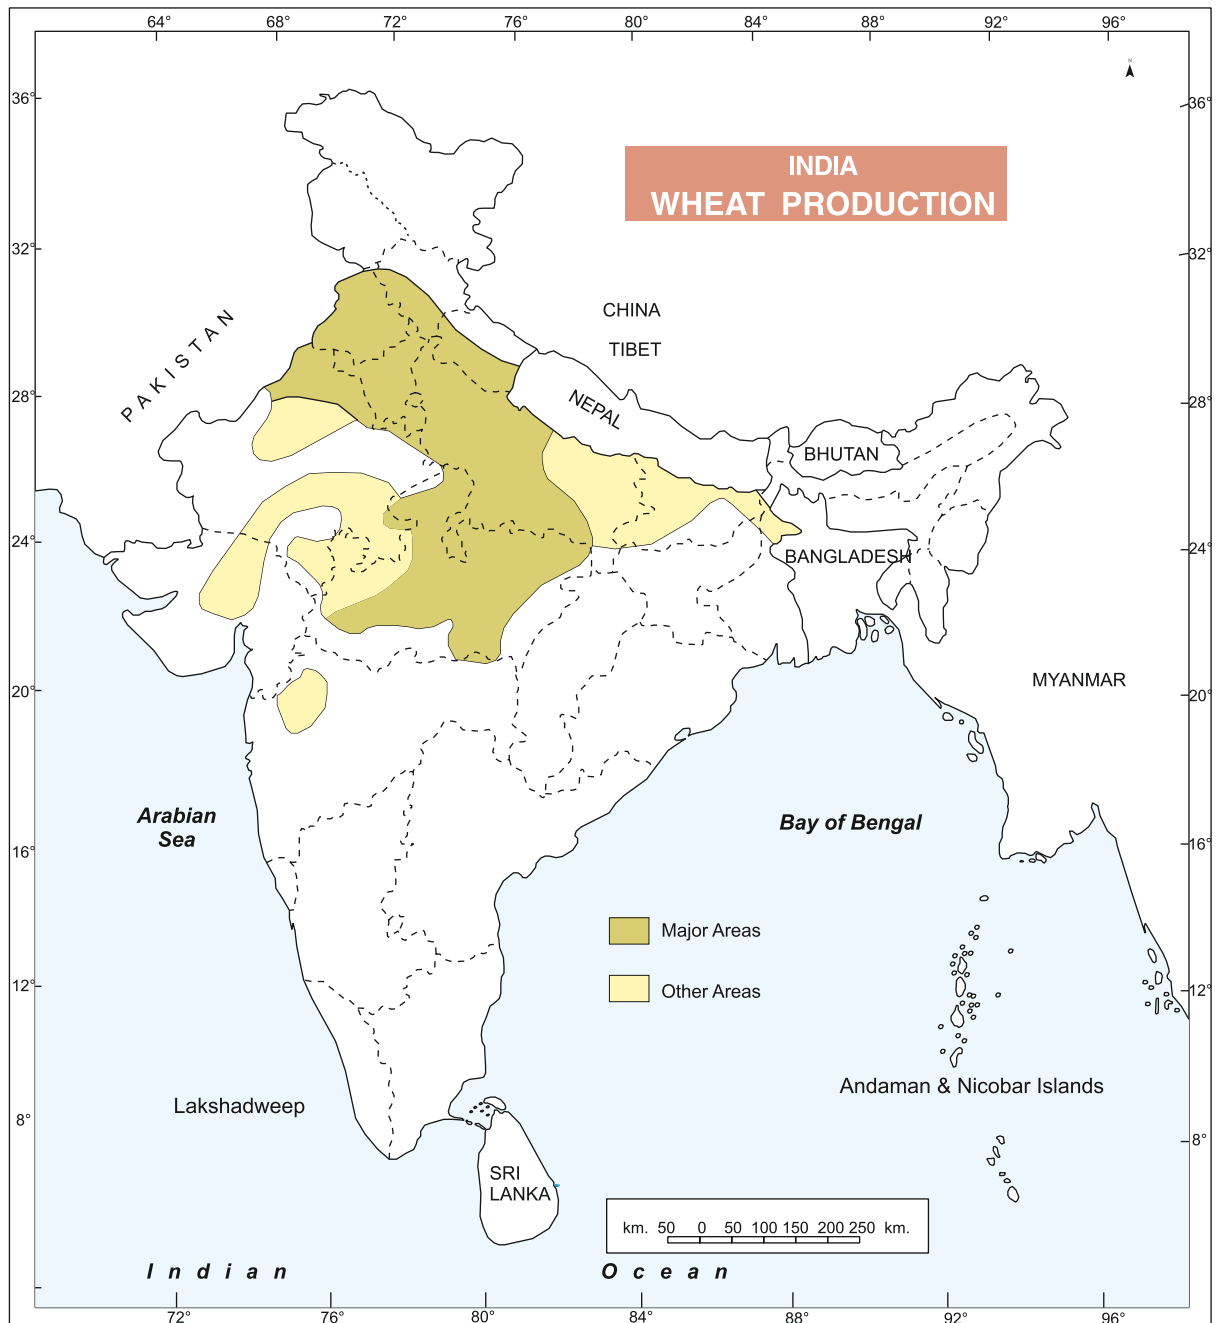 64° 68° 72° 76° 80° 84° 88° 92° 96°
N
36° 36°
INDIA
WHEAT PRODUCTION
32° 32°
CHINA
TIBET
PAKISTAN
28° 28°
NEPAL
BHUTAN
24° 24°
BANGLADESH
MYANMAR
20° 20°
Arabian
Sea
Bay of Bengal
16° 16°
Major Areas
Other Areas
12° 12°
Andaman & Nicobar Islands
Lakshadweep
8° 8°
SRI
LANKA
km. 50 0 50 100 150 200 250 km.
Indian Ocean
72° 76° 80° 84° 88° 92° 96°